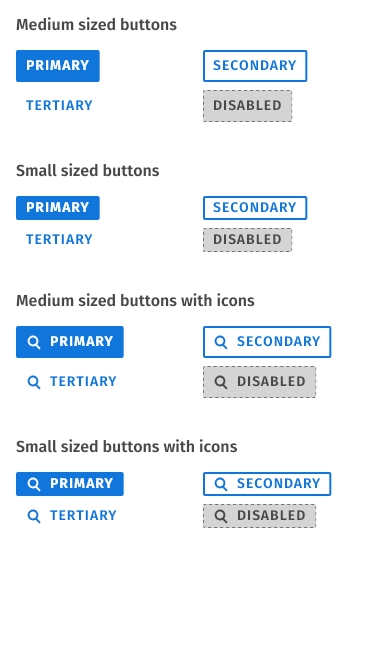 Medium sized buttons
PRIMARY SECONDARY
TERTIARY DISABLED
Small sized buttons
PRIMARY SECONDARY
TERTIARY DISABLED
Medium sized buttons with icons
PRIMARY SECONDARY
TERTIARY DISABLED
Small sized buttons with icons
PRIMARY SECONDARY
TERTIARY DISABLED